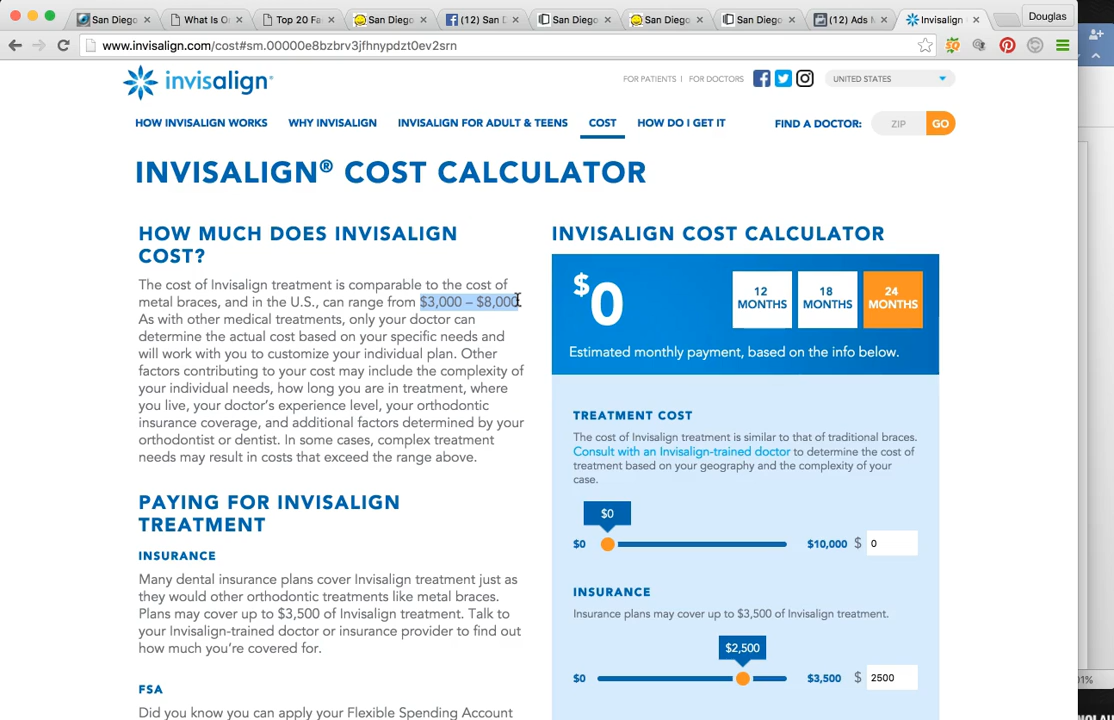 San Diego
What Is O
Top 20 Fa
San Diego
(12) San D
San Diego
San Diego
San Diego
(12) Ads M
Invisalign
Douglas
www.invisalign.com/cost#sm.00000e8bzbrv3jfhnypdzt0ev2srn
invisalign®
FOR PATIENTS | FOR DOCTORS
UNITED STATES
HOW INVISALIGN WORKS
WHY INVISALIGN
INVISALIGN FOR ADULT & TEENS
COST
HOW DO I GET IT
FIND A DOCTOR:
ZIP
GO
INVISALIGN® COST CALCULATOR
HOW MUCH DOES INVISALIGN
COST?
The cost of Invisalign treatment is comparable to the cost of
metal braces, and in the U.S., can range from $3,000 – $8,000.
As with other medical treatments, only your doctor can
determine the actual cost based on your specific needs and
will work with you to customize your individual plan. Other
factors contributing to your cost may include the complexity of
your individual needs, how long you are in treatment, where
you live, your doctor's experience level, your orthodontic
insurance coverage, and additional factors determined by your
orthodontist or dentist. In some cases, complex treatment
needs may result in costs that exceed the range above.
PAYING FOR INVISALIGN
TREATMENT
INSURANCE
Many dental insurance plans cover Invisalign treatment just as
they would other orthodontic treatments like metal braces.
Plans may cover up to $3,500 of Invisalign treatment. Talk to
your Invisalign-trained doctor or insurance provider to find out
how much you're covered for.
FSA
Did you know you can apply your Flexible Spending Account
INVISALIGN COST CALCULATOR
$0
12
MONTHS
18
MONTHS
24
MONTHS
Estimated monthly payment, based on the info below.
TREATMENT COST
The cost of Invisalign treatment is similar to that of traditional braces.
Consult with an Invisalign-trained doctor to determine the cost of
treatment based on your geography and the complexity of your
case.
$0
$0
$10,000
$ 0
INSURANCE
Insurance plans may cover up to $3,500 of Invisalign treatment.
$2,500
$0
$3,500
$ 2500